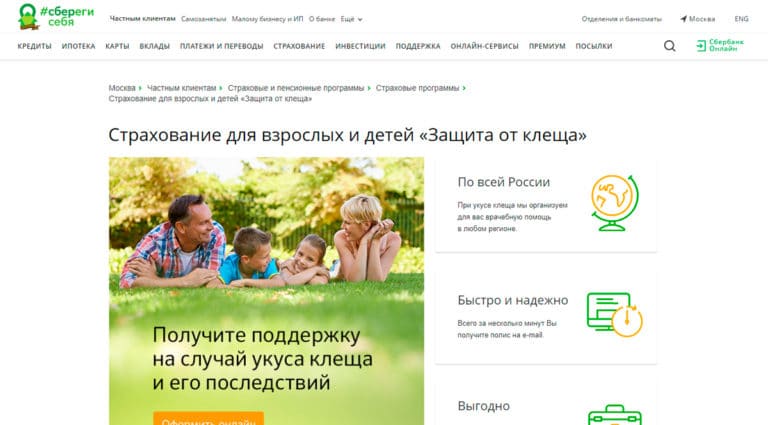 #сбереги
себя
Частным клиентам Самозанятым Малому бизнесу и ИП О банке Ещё
Отделения и банкоматы Москва ENG
КРЕДИТЫ ИПОТЕКА КАРТЫ ВКЛАДЫ ПЛАТЕЖИ И ПЕРЕВОДЫ СТРАХОВАНИЕ ИНВЕСТИЦИИ ПОДДЕРЖКА ОНЛАЙН-СЕРВИСЫ ПРЕМИУМ ПОСЫЛКИ
Сбербанк
Онлайн
Москва Частным клиентам Страховые и пенсионные программы Страховые программы
Страхование для взрослых и детей «Защита от клеща»
Страхование для взрослых и детей «Защита от клеща»
Получите поддержку
на случай укуса клеща
и его последствий
Оформить онлайн
По всей России
При укусе клеща мы организуем
для вас врачебную помощь
в любом регионе.
Быстро и надежно
Всего за несколько минут Вы
получите полис на e-mail.
Выгодно